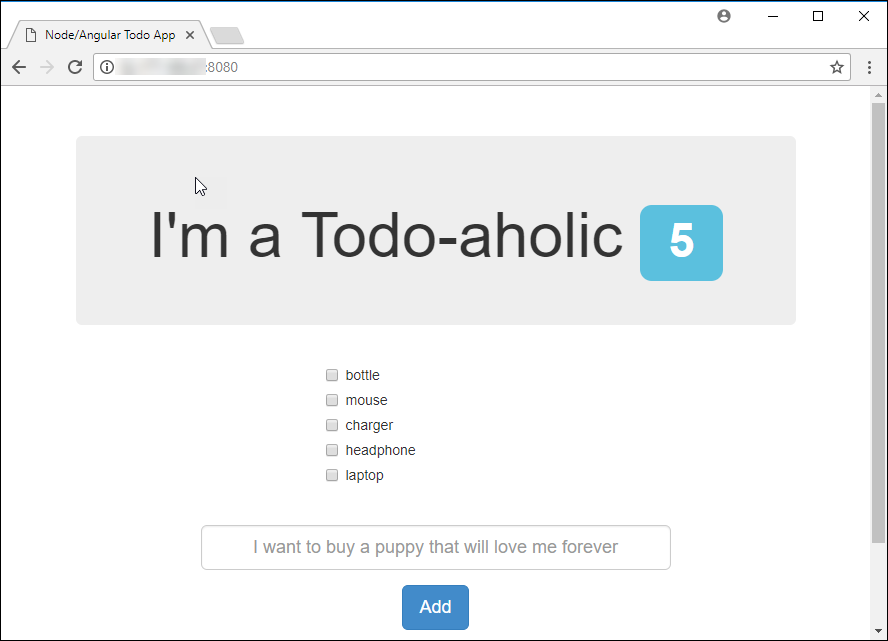 Node/Angular Todo App
:8080
I'm a Todo-aholic 5
bottle
mouse
charger
headphone
laptop
I want to buy a puppy that will love me forever
Add